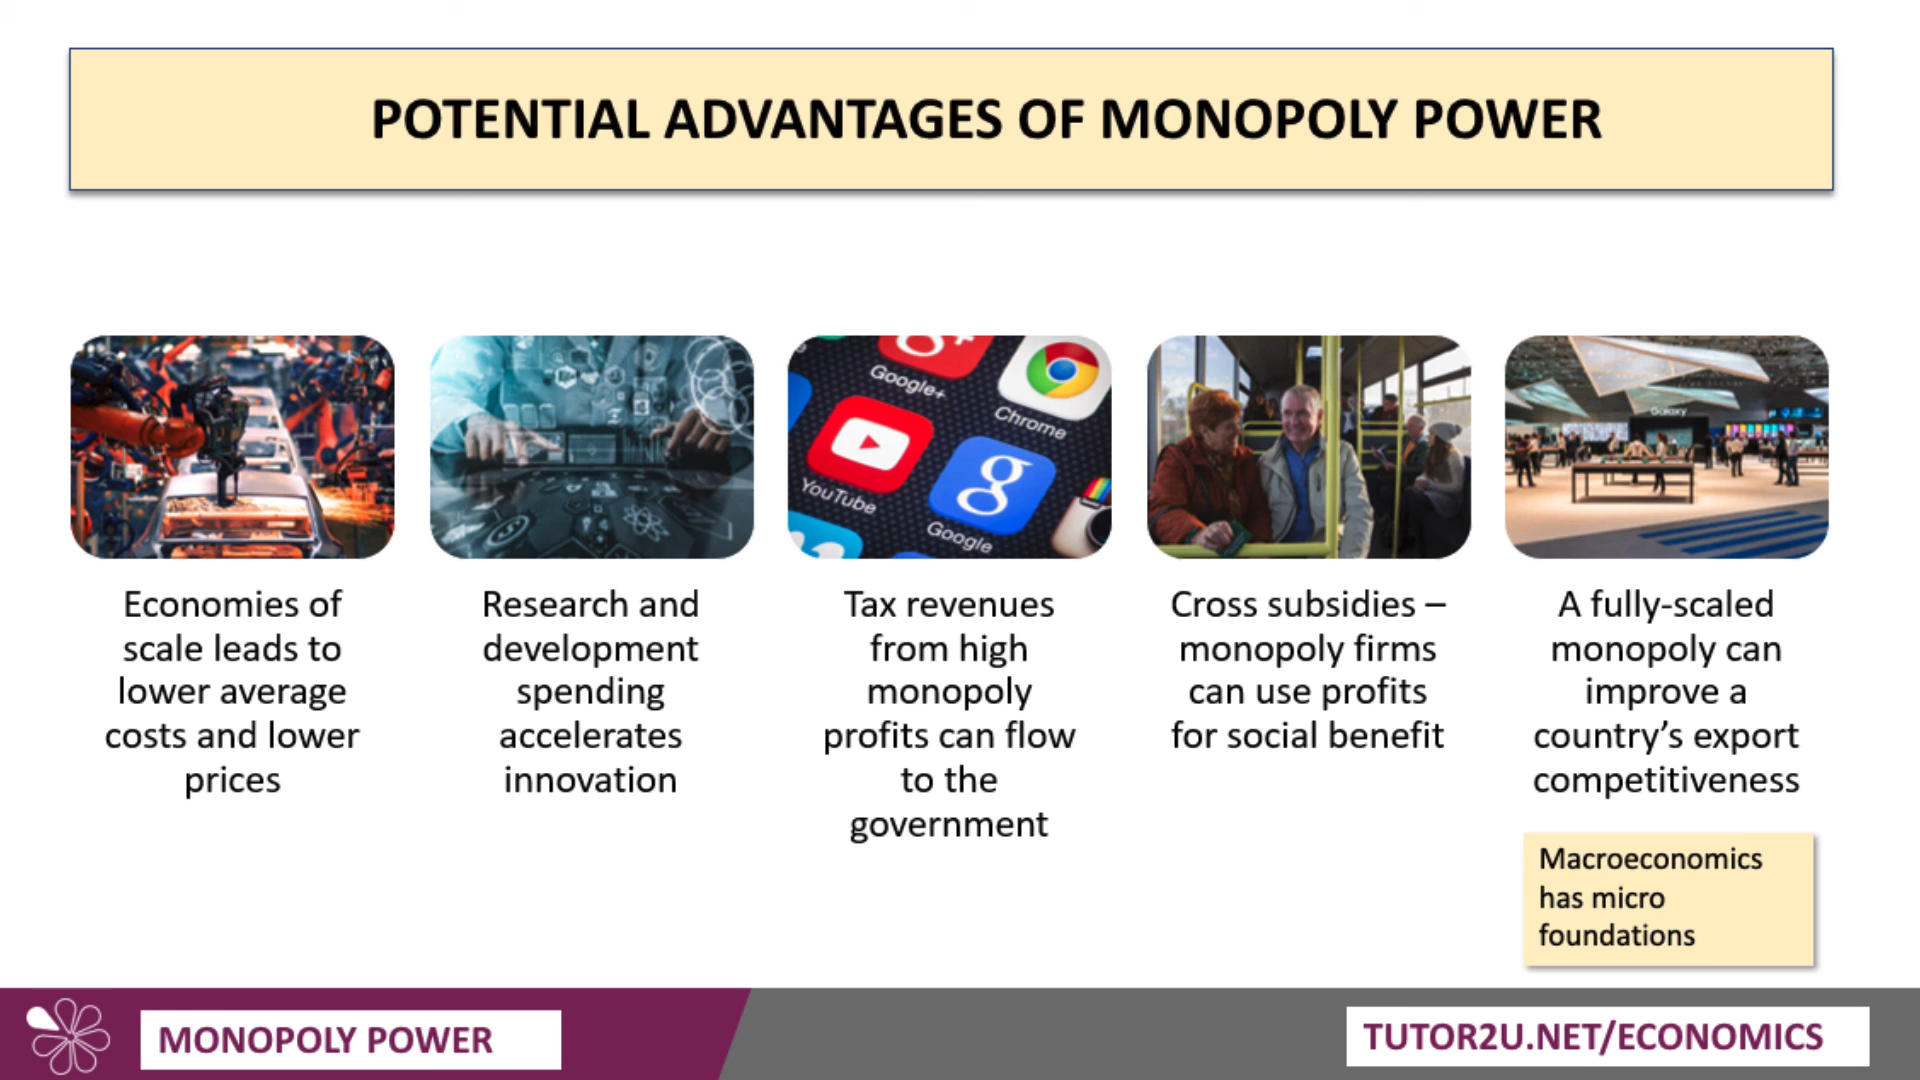 POTENTIAL ADVANTAGES OF MONOPOLY POWER
Google+
Chrome
YouTube
Google
Galaxy
Economies of
scale leads to
lower average
costs and lower
prices
Research and
development
spending
accelerates
innovation
Tax revenues
from high
monopoly
profits can flow
to the
government
Cross subsidies –
monopoly firms
can use profits
for social benefit
A fully-scaled
monopoly can
improve a
country’s export
competitiveness
Macroeconomics
has micro
foundations
MONOPOLY POWER
TUTOR2U.NET/ECONOMICS